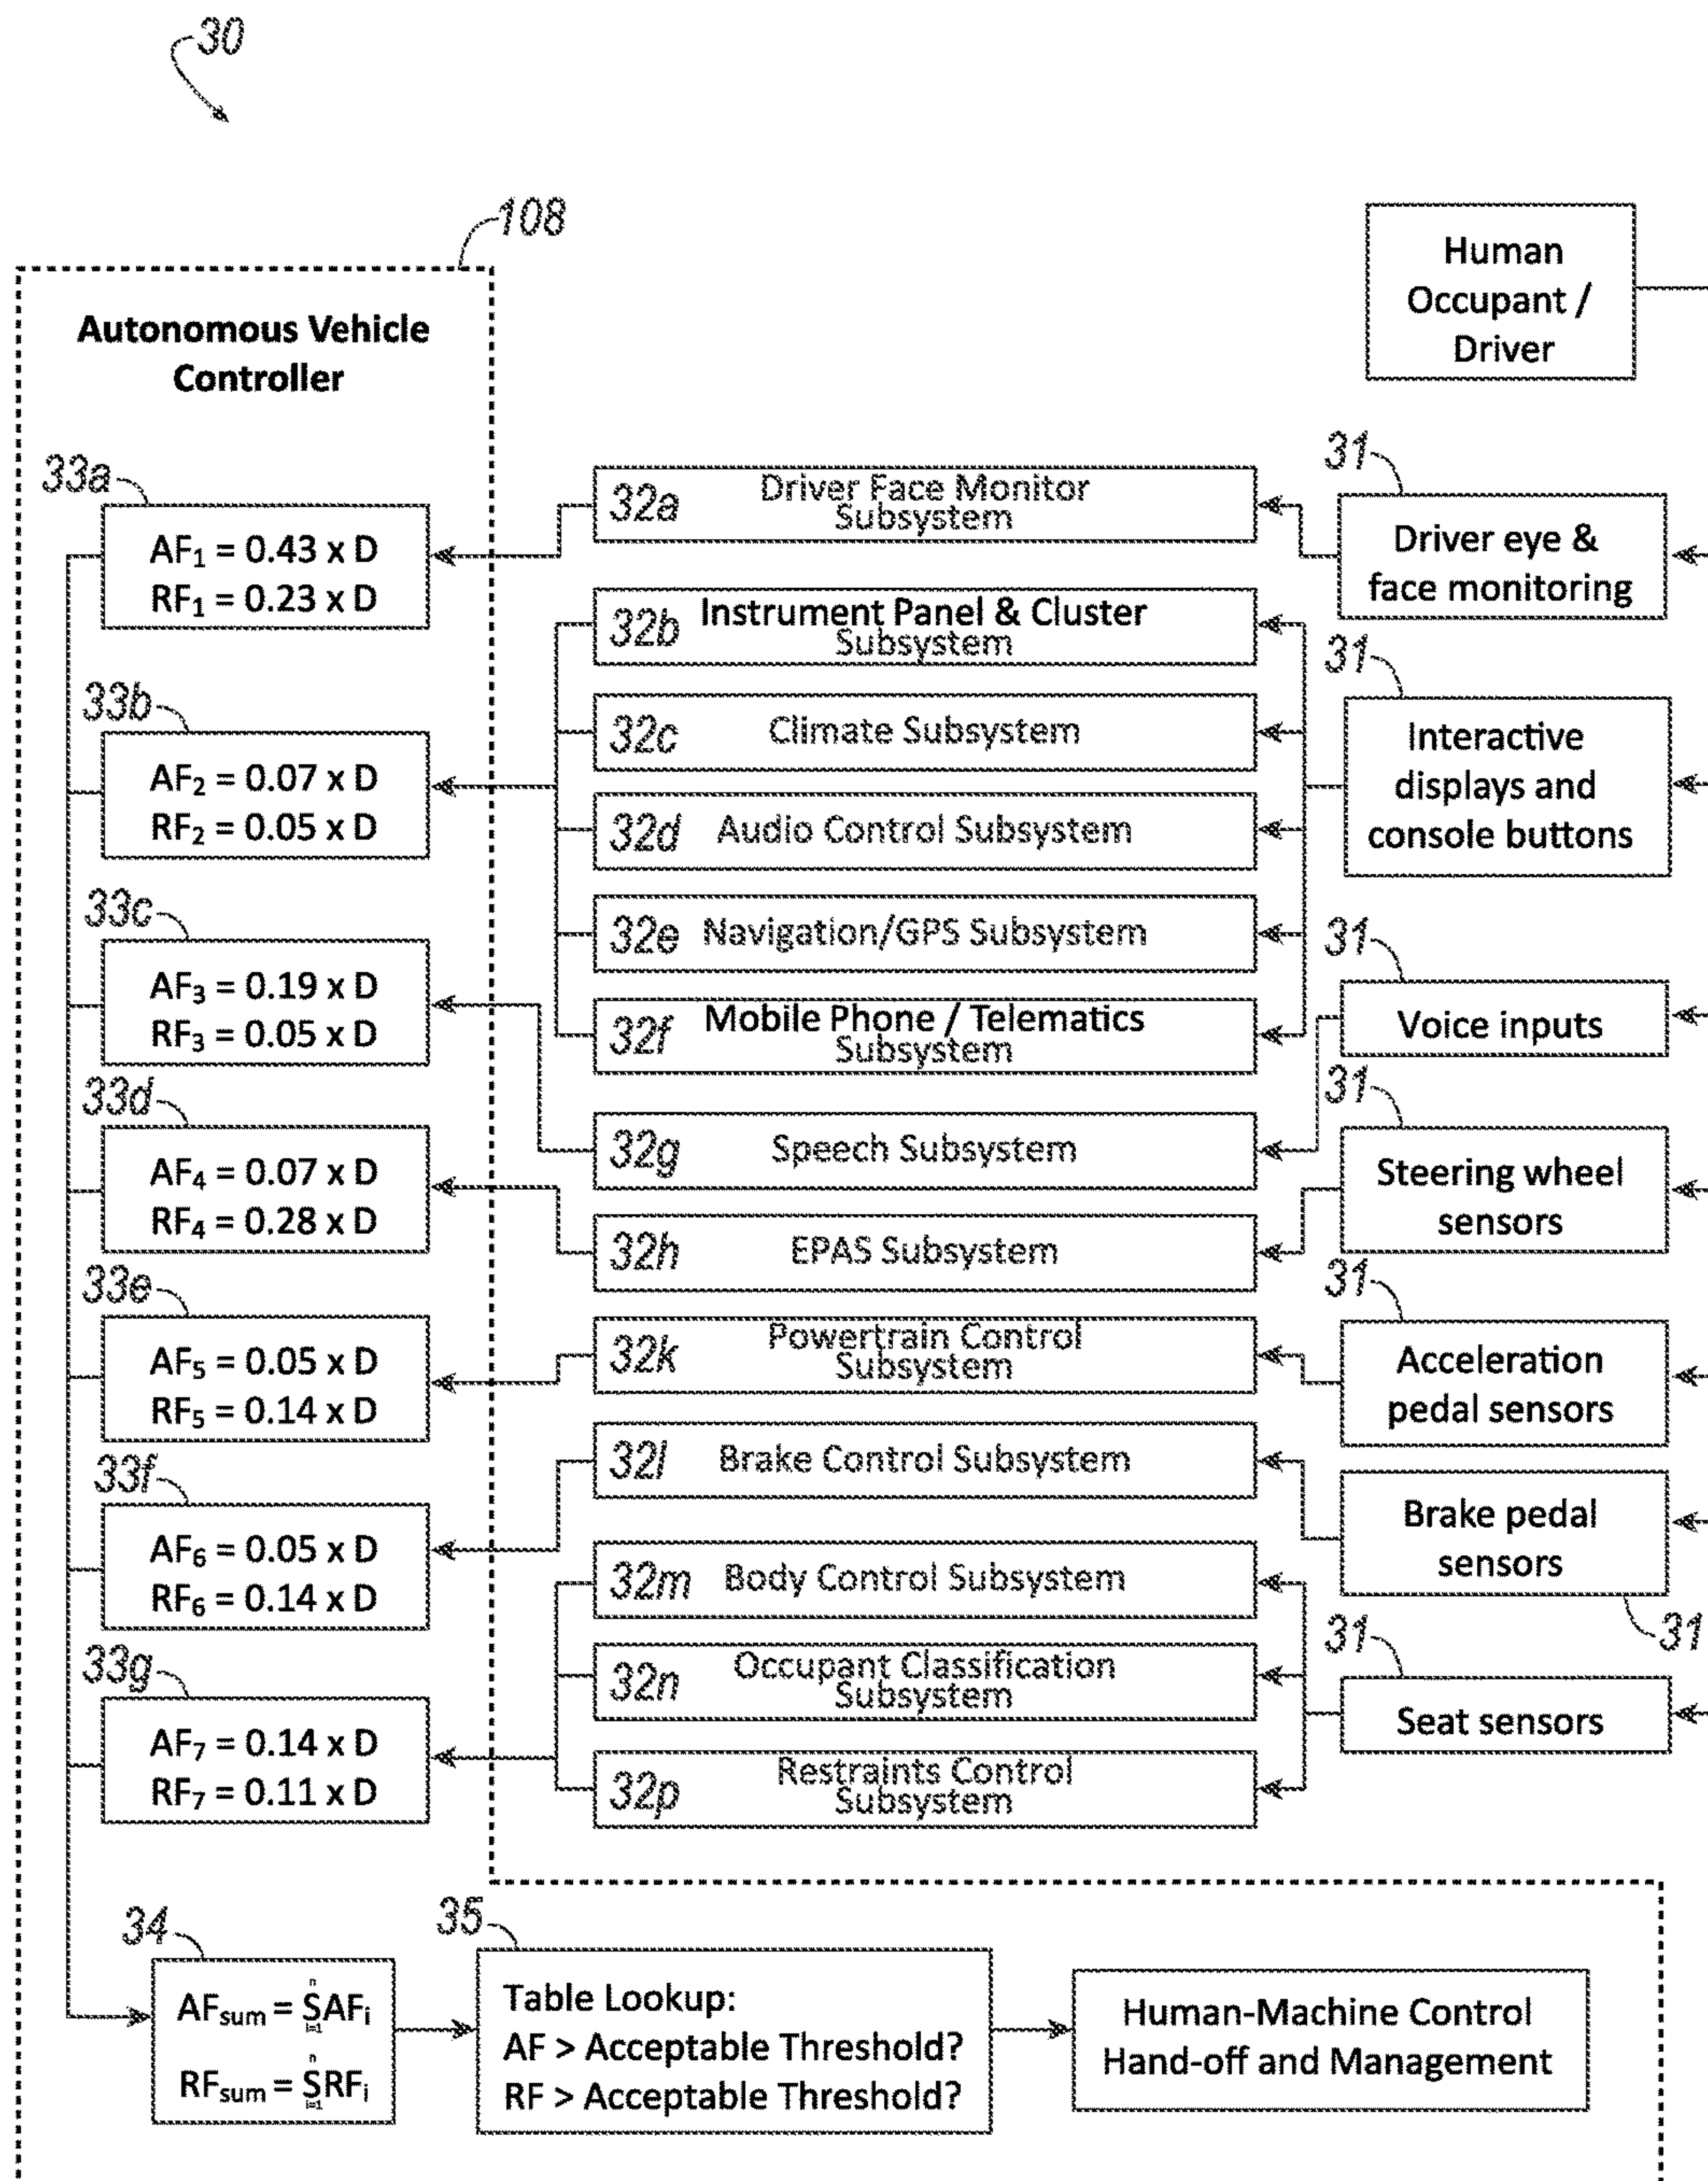 30
108
Human
Occupant /
Driver
Autonomous Vehicle
Controller
33a
AF₁ = 0.43 x D
RF₁ = 0.23 x D
32a
Driver Face Monitor
Subsystem
31
Driver eye &
face monitoring
32b
Instrument Panel & Cluster
Subsystem
31
Interactive
displays and
console buttons
33b
AF₂ = 0.07 x D
RF₂ = 0.05 x D
32c Climate Subsystem
32d Audio Control Subsystem
32e Navigation/GPS Subsystem
32f
Mobile Phone / Telematics
Subsystem
33c
AF₃ = 0.19 x D
RF₃ = 0.05 x D
31
Voice inputs
32g Speech Subsystem
33d
AF₄ = 0.07 x D
RF₄ = 0.28 x D
31
Steering wheel
sensors
32h EPAS Subsystem
33e
AF₅ = 0.05 x D
RF₅ = 0.14 x D
32k
Powertrain Control
Subsystem
31
Acceleration
pedal sensors
33f
AF₆ = 0.05 x D
RF₆ = 0.14 x D
32l Brake Control Subsystem
Brake pedal
sensors
31
32m Body Control Subsystem
33g
AF₇ = 0.14 x D
RF₇ = 0.11 x D
32n
Occupant Classification
Subsystem
31
Seat sensors
32p
Restraints Control
Subsystem
34
n
AFsum = SAFᵢ
i=1
n
RFsum = SRFᵢ
i=1
35
Table Lookup:
AF > Acceptable Threshold?
RF > Acceptable Threshold?
Human-Machine Control
Hand-off and Management